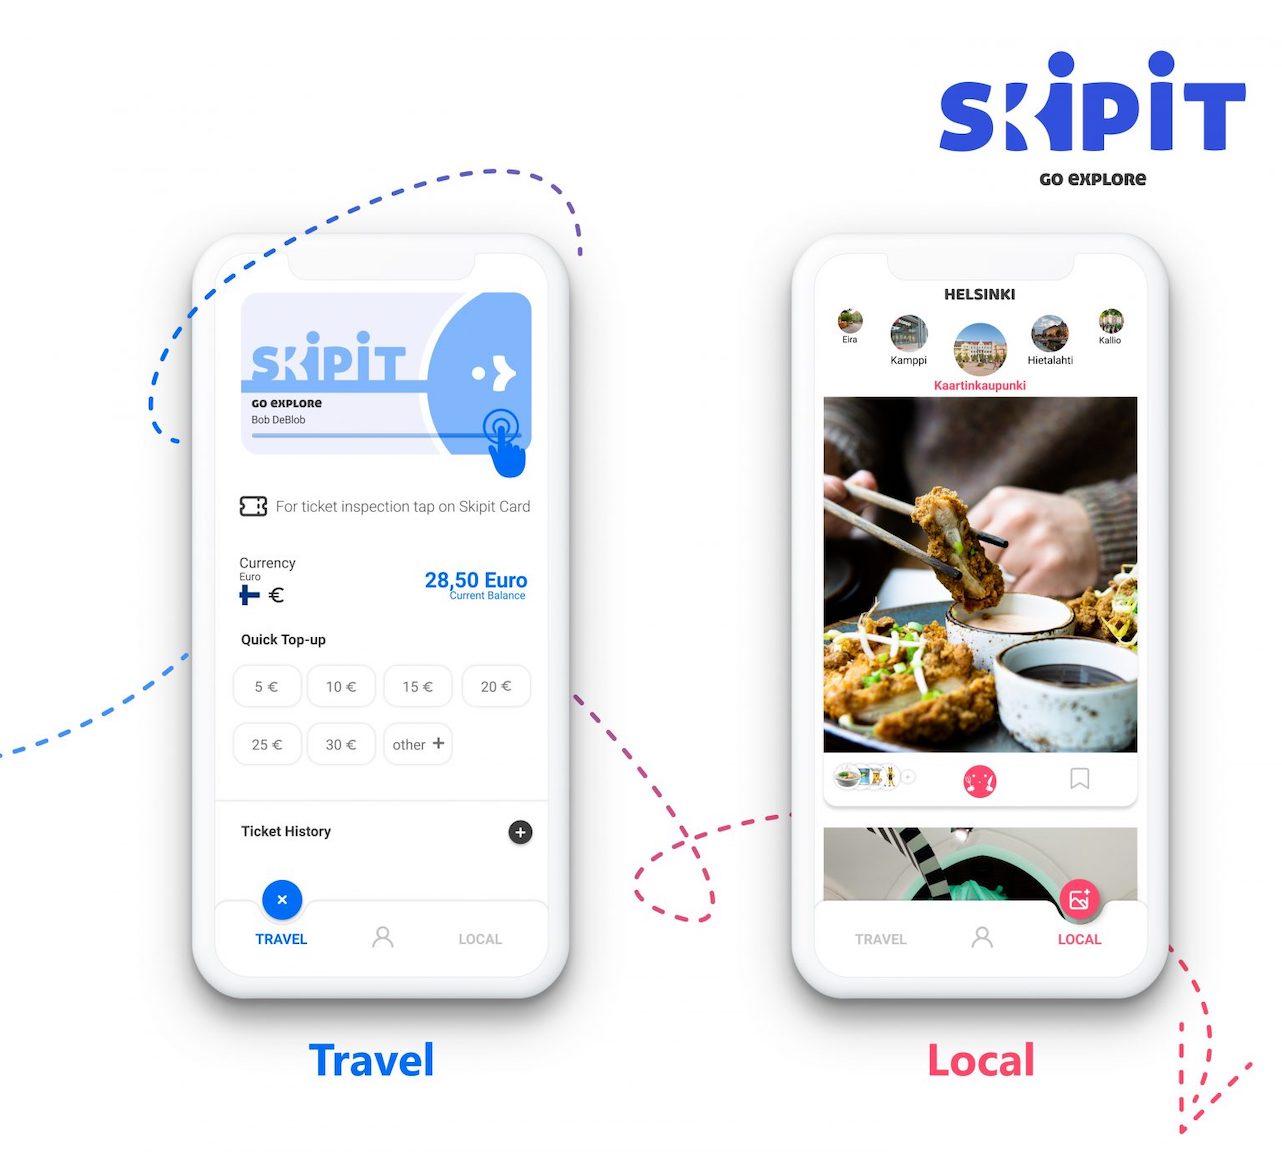 SKIPIT
GO EXPLORE
SKIPIT
GO EXPLORE
Bob DeBlob
For ticket inspection tap on Skipit Card
Currency
Euro
€
28,50 Euro
Current Balance
Quick Top-up
5 €
10 €
15 €
20 €
25 €
30 €
other +
Ticket History
TRAVEL
LOCAL
Travel
HELSINKI
Eira
Kamppi
Kaartinkaupunki
Hietalahti
Kallio
TRAVEL
LOCAL
Local